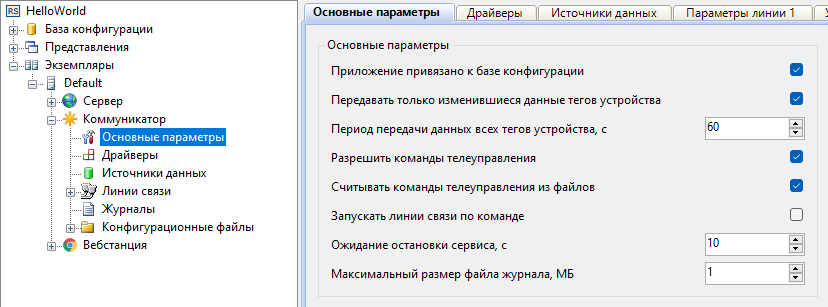 RS HelloWorld
База конфигурации
Представления
Экземпляры
Default
Сервер
Коммуникатор
Основные параметры
Драйверы
Источники данных
Линии связи
Журналы
Конфигурационные файлы
Вебстанция
Основные параметры Драйверы Источники данных Параметры линии 1
Основные параметры
Приложение привязано к базе конфигурации
Передавать только изменившиеся данные тегов устройства
Период передачи данных всех тегов устройства, с 60
Разрешить команды телеуправления
Считывать команды телеуправления из файлов
Запускать линии связи по команде
Ожидание остановки сервиса, с 10
Максимальный размер файла журнала, МБ 1